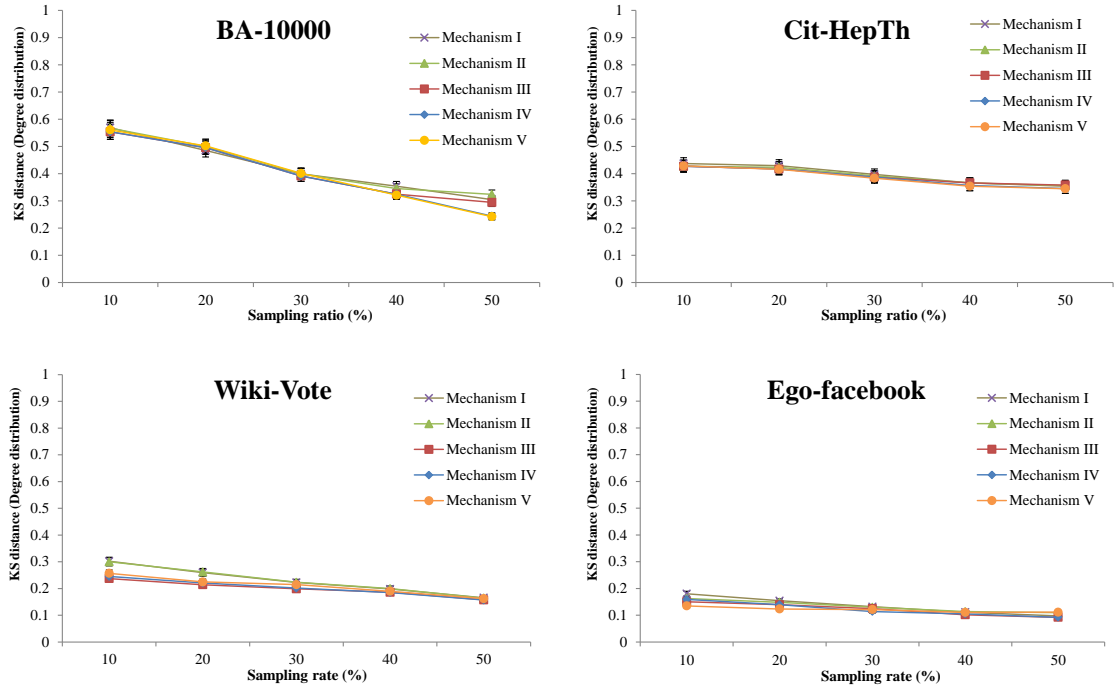 BA-10000
KS distance (Degree distribution)
1
0.9
0.8
0.7
0.6
0.5
0.4
0.3
0.2
0.1
0
10
20
30
40
50
Sampling ratio (%)
Mechanism I
Mechanism II
Mechanism III
Mechanism IV
Mechanism V
Cit-HepTh
KS distance (Degree distribution)
1
0.9
0.8
0.7
0.6
0.5
0.4
0.3
0.2
0.1
0
10
20
30
40
50
Sampling ratio (%)
Mechanism I
Mechanism II
Mechanism III
Mechanism IV
Mechanism V
Wiki-Vote
KS distance (Degree distribution)
1
0.9
0.8
0.7
0.6
0.5
0.4
0.3
0.2
0.1
0
10
20
30
40
50
Sampling rate (%)
Mechanism I
Mechanism II
Mechanism III
Mechanism IV
Mechanism V
Ego-facebook
KS distance (Degree distribution)
1
0.9
0.8
0.7
0.6
0.5
0.4
0.3
0.2
0.1
0
10
20
30
40
50
Sampling rate (%)
Mechanism I
Mechanism II
Mechanism III
Mechanism IV
Mechanism V